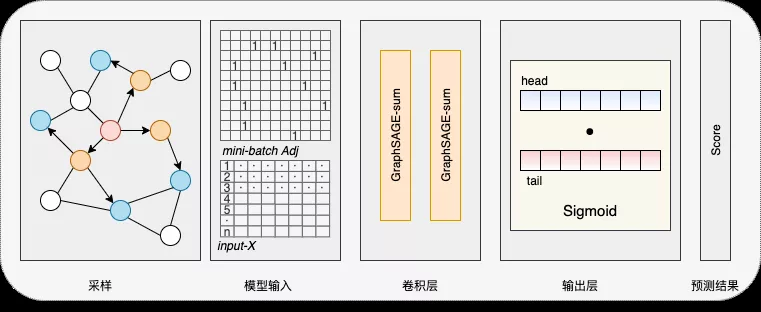 1 1
1
1 1
1 1
1 1
1
1
mini-batch Adj
1 · · · · · · ·
2 · · · · · · ·
3 · · · · · · ·
4
5
·
n
input-X
GraphSAGE-sum
GraphSAGE-sum
head
•
tail
Sigmoid
Score
采样
模型输入
卷积层
输出层
预测结果